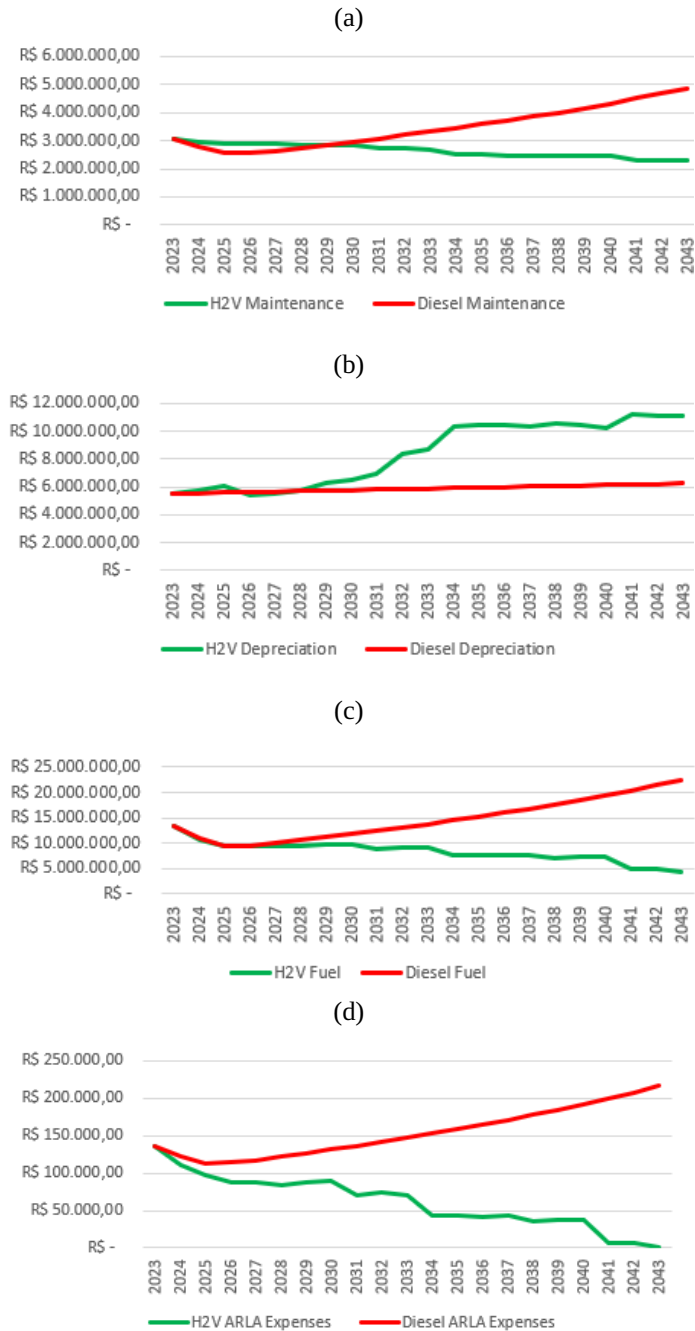 (a)
R$ 6.000.000,00
R$ 5.000.000,00
R$ 4.000.000,00
R$ 3.000.000,00
R$ 2.000.000,00
R$ 1.000.000,00
R$ -
2023 2024 2025 2026 2027 2028 2029 2030 2031 2032 2033 2034 2035 2036 2037 2038 2039 2040 2041 2042 2043
H2V Maintenance Diesel Maintenance
(b)
R$ 12.000.000,00
R$ 10.000.000,00
R$ 8.000.000,00
R$ 6.000.000,00
R$ 4.000.000,00
R$ 2.000.000,00
R$ -
2023 2024 2025 2026 2027 2028 2029 2030 2031 2032 2033 2034 2035 2036 2037 2038 2039 2040 2041 2042 2043
H2V Depreciation Diesel Depreciation
(c)
R$ 25.000.000,00
R$ 20.000.000,00
R$ 15.000.000,00
R$ 10.000.000,00
R$ 5.000.000,00
R$ -
2023 2024 2025 2026 2027 2028 2029 2030 2031 2032 2033 2034 2035 2036 2037 2038 2039 2040 2041 2042 2043
H2V Fuel Diesel Fuel
(d)
R$ 250.000,00
R$ 200.000,00
R$ 150.000,00
R$ 100.000,00
R$ 50.000,00
R$ -
2023 2024 2025 2026 2027 2028 2029 2030 2031 2032 2033 2034 2035 2036 2037 2038 2039 2040 2041 2042 2043
H2V ARLA Expenses Diesel ARLA Expenses